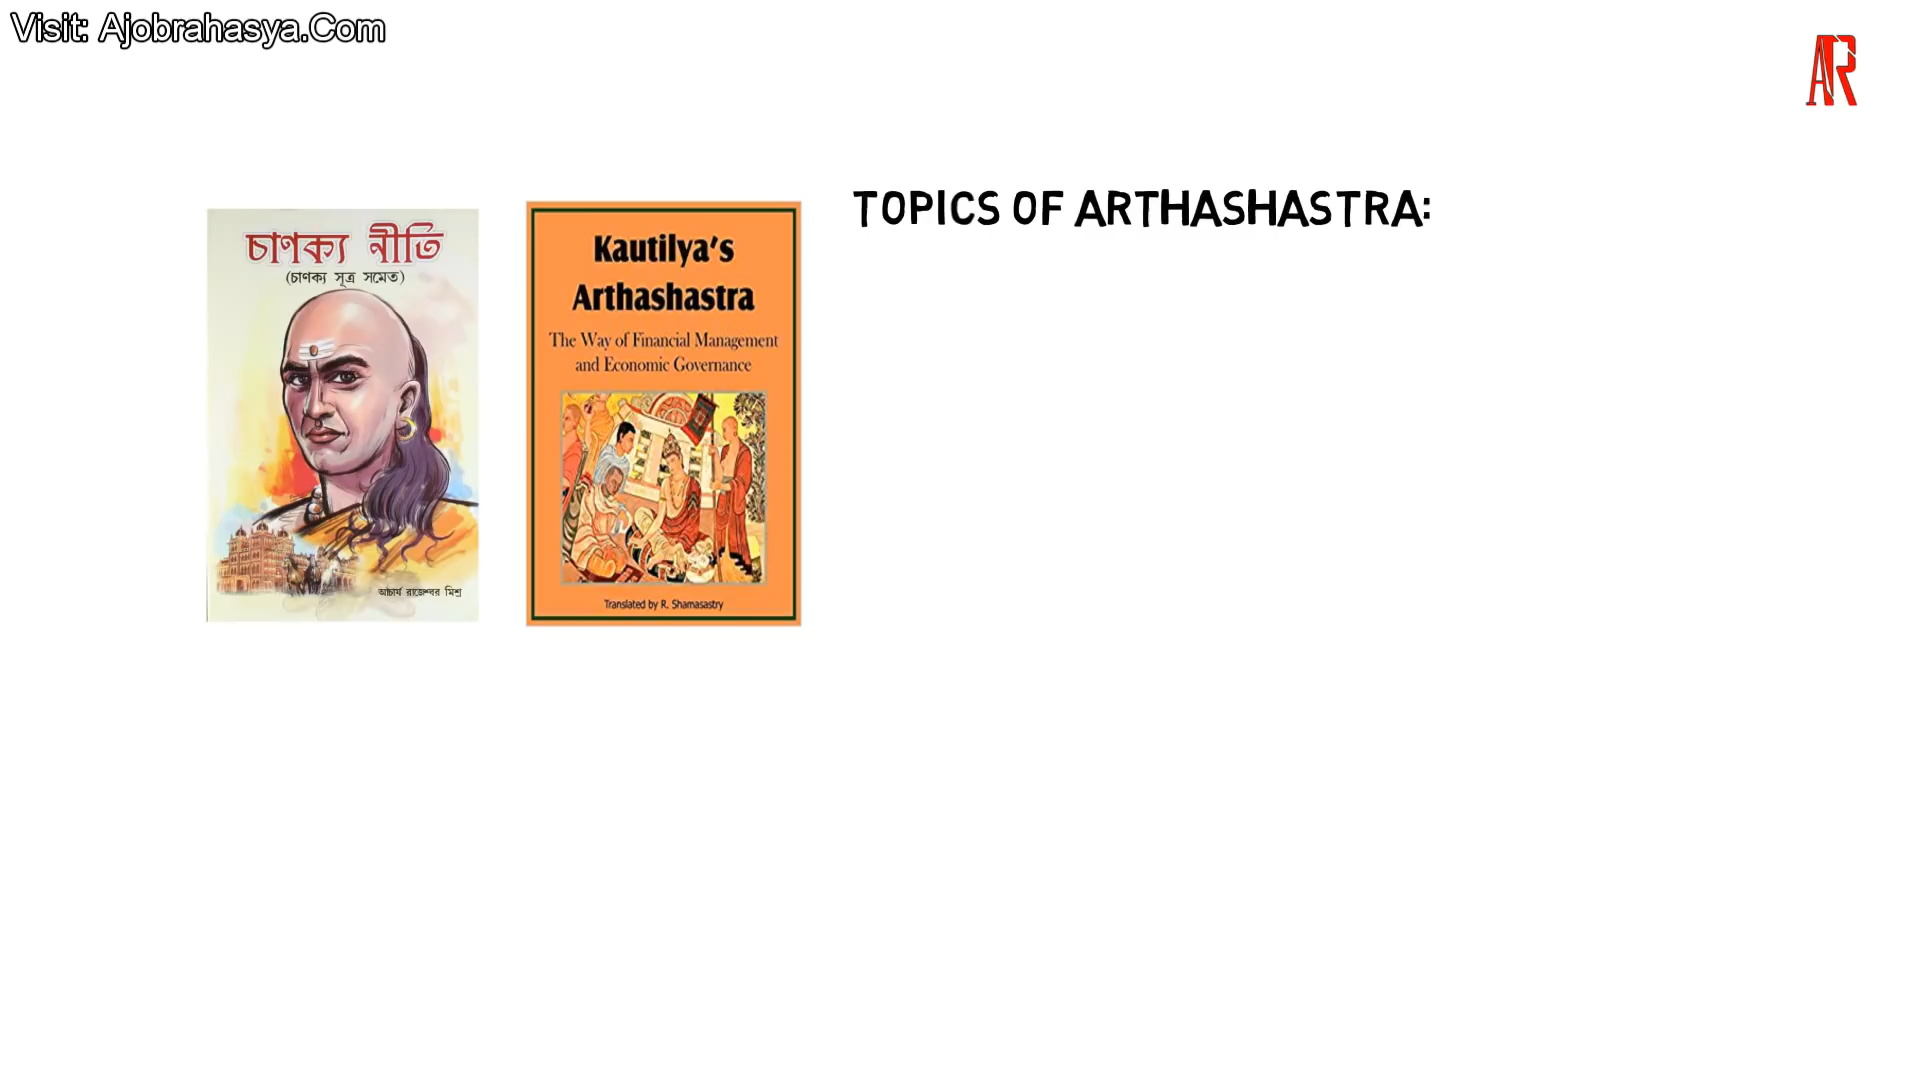 Visit: Ajobrahasya.Com
AR
TOPICS OF ARTHASHASTRA:
চাণক্য নীতি
(চাণক্য সূত্র সমেত)
আচার্য রাজেশ্বর মিশ্র
Kautilya's
Arthashastra
The Way of Financial Management
and Economic Governance
Translated by R. Shamasastry